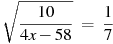 √(10/(4x − 58)) = 1/7